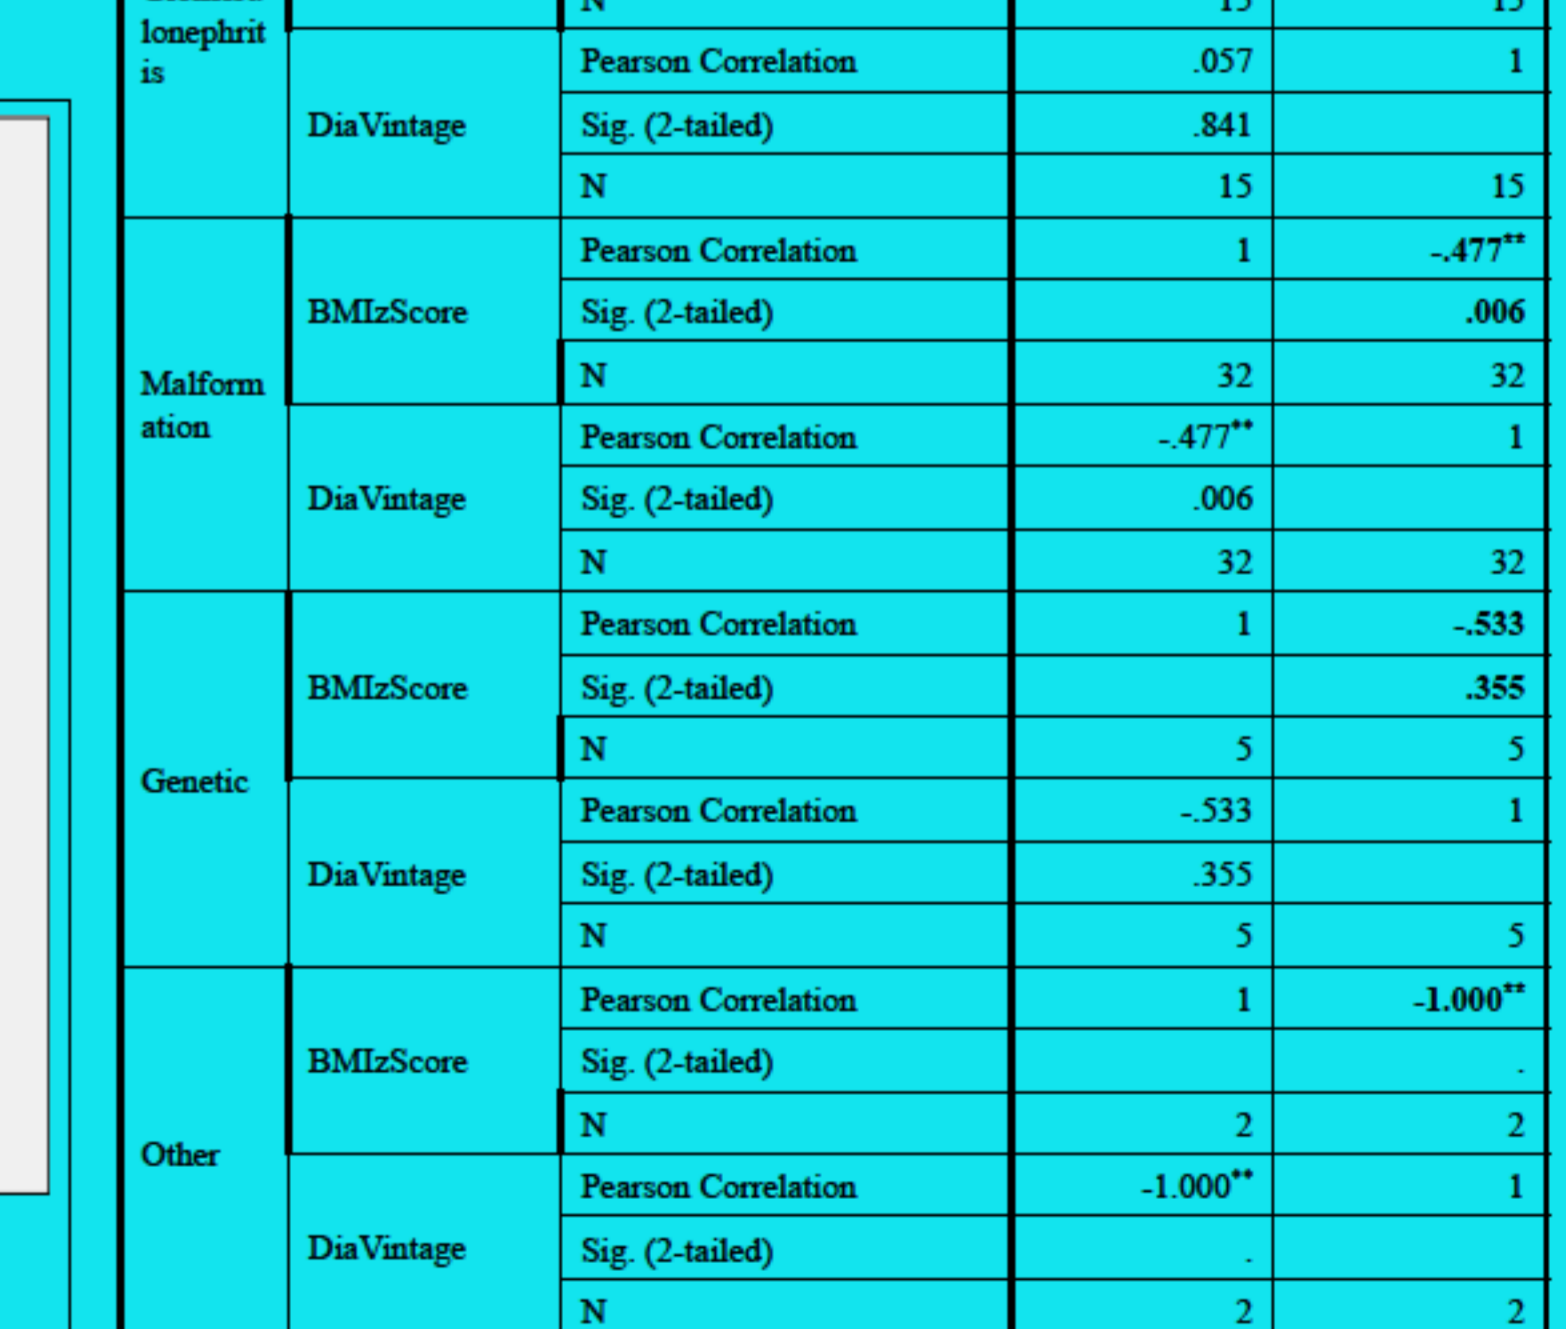 N 15 15
lonephrit
is
Pearson Correlation .057 1
DiaVintage
Sig. (2-tailed) .841
N 15 15
Malform
ation
BMIzScore
Pearson Correlation 1 -.477**
Sig. (2-tailed) .006
N 32 32
DiaVintage
Pearson Correlation -.477** 1
Sig. (2-tailed) .006
N 32 32
Genetic
BMIzScore
Pearson Correlation 1 -.533
Sig. (2-tailed) .355
N 5 5
DiaVintage
Pearson Correlation -.533 1
Sig. (2-tailed) .355
N 5 5
Other
BMIzScore
Pearson Correlation 1 -1.000**
Sig. (2-tailed) .
N 2 2
DiaVintage
Pearson Correlation -1.000** 1
Sig. (2-tailed) .
N 2 2